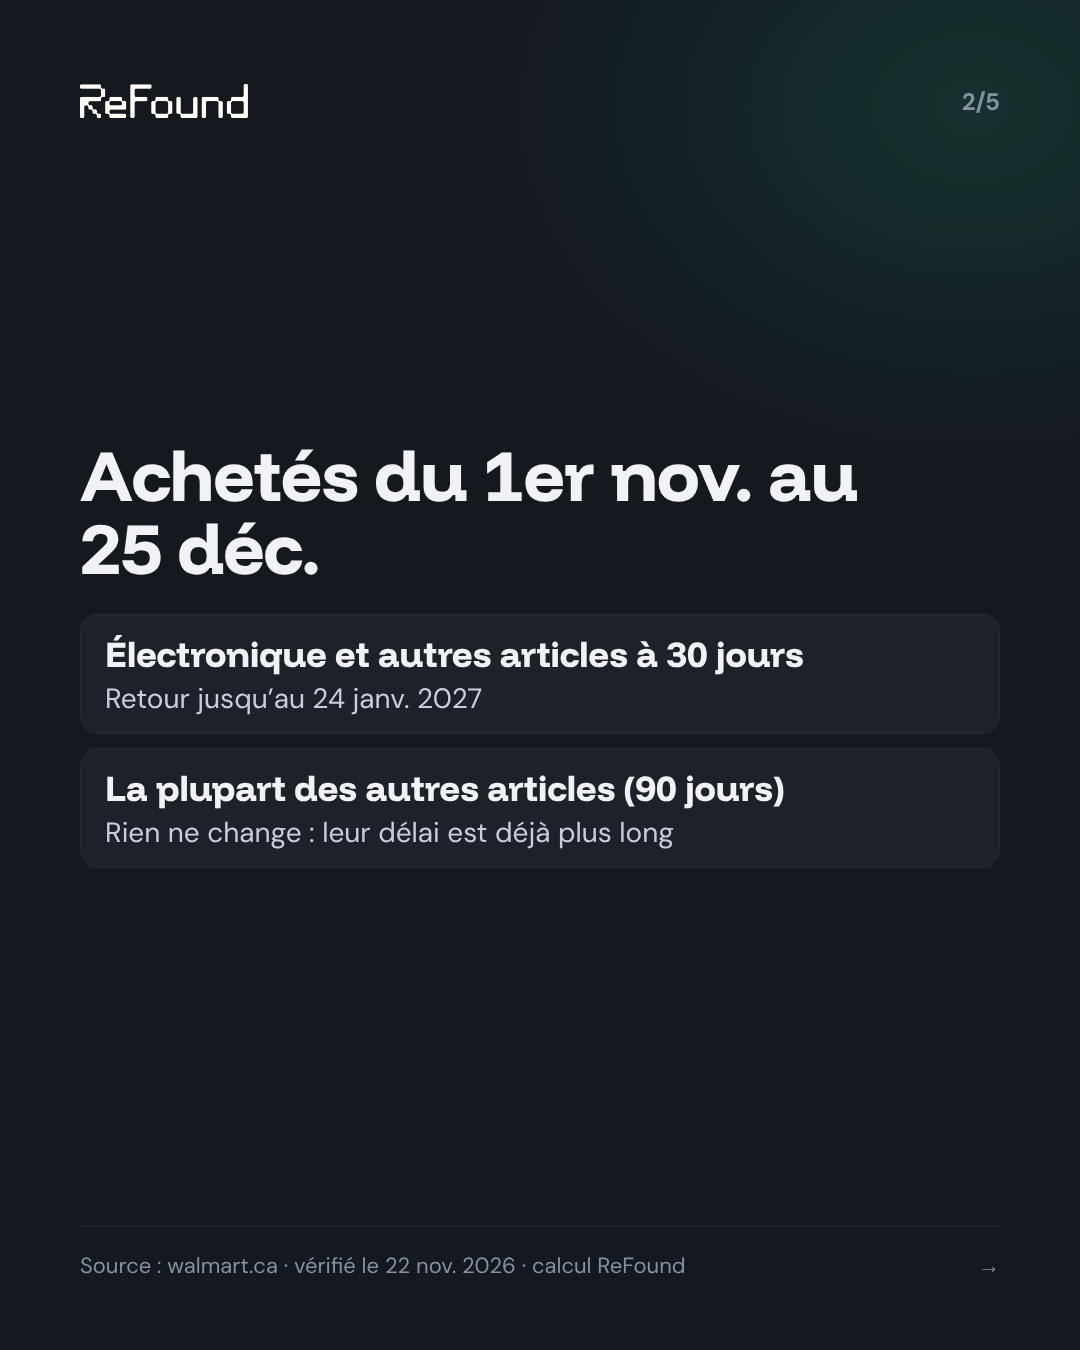 ReFound
2/5
Achetés du 1er nov. au
25 déc.
Électronique et autres articles à 30 jours
Retour jusqu’au 24 janv. 2027
La plupart des autres articles (90 jours)
Rien ne change : leur délai est déjà plus long
Source : walmart.ca · vérifié le 22 nov. 2026 · calcul ReFound →